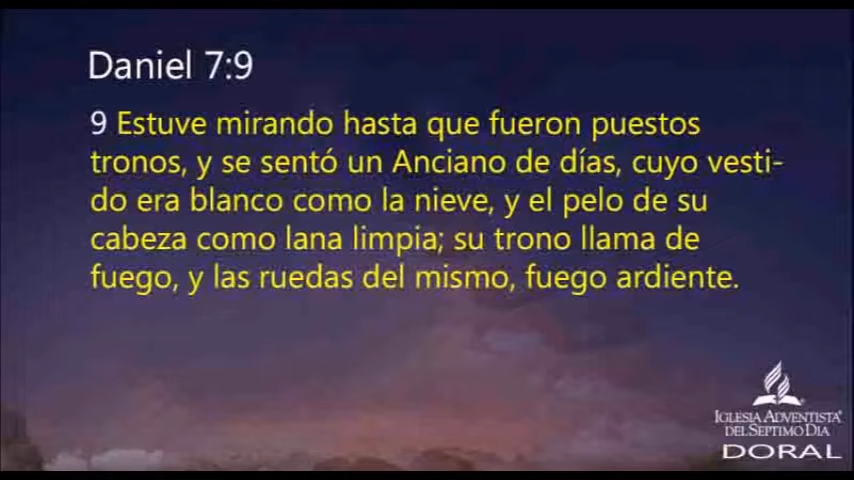 Daniel 7:9
9 Estuve mirando hasta que fueron puestos
tronos, y se sentó un Anciano de días, cuyo vesti-
do era blanco como la nieve, y el pelo de su
cabeza como lana limpia; su trono llama de
fuego, y las ruedas del mismo, fuego ardiente.
IGLESIA ADVENTISTA
DEL SEPTIMO DIA
DORAL